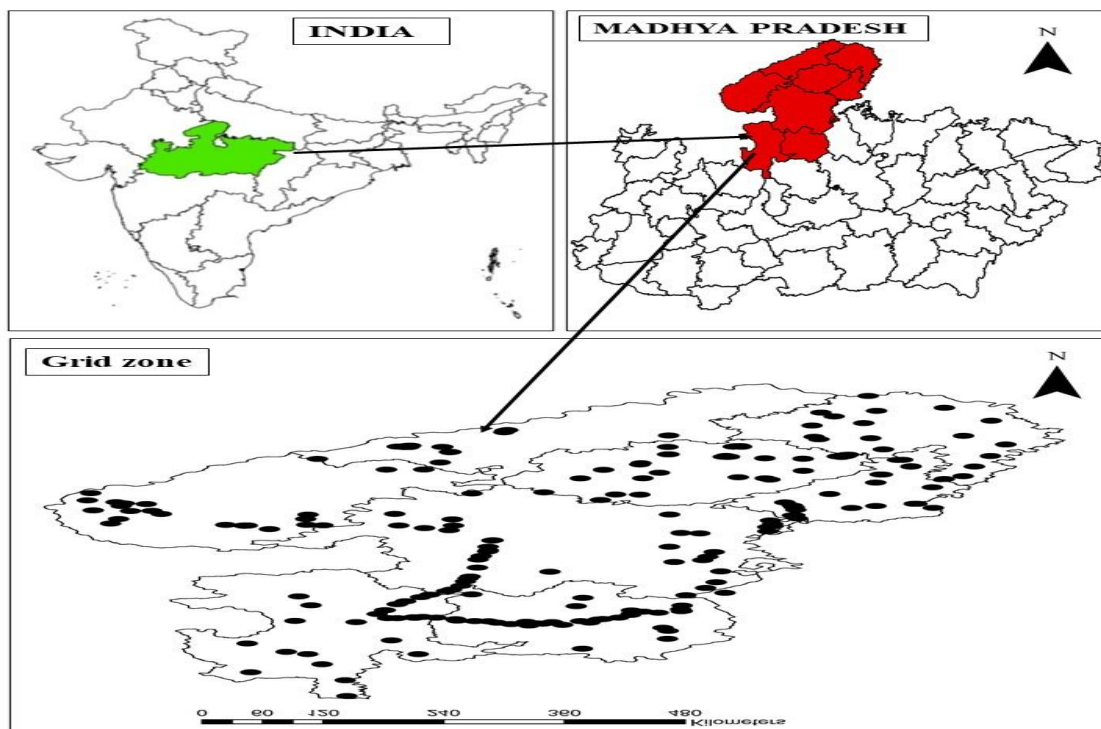 INDIA
MADHYA PRADESH
N
Grid zone
N
0 60 120 240 360 480
Kilometers